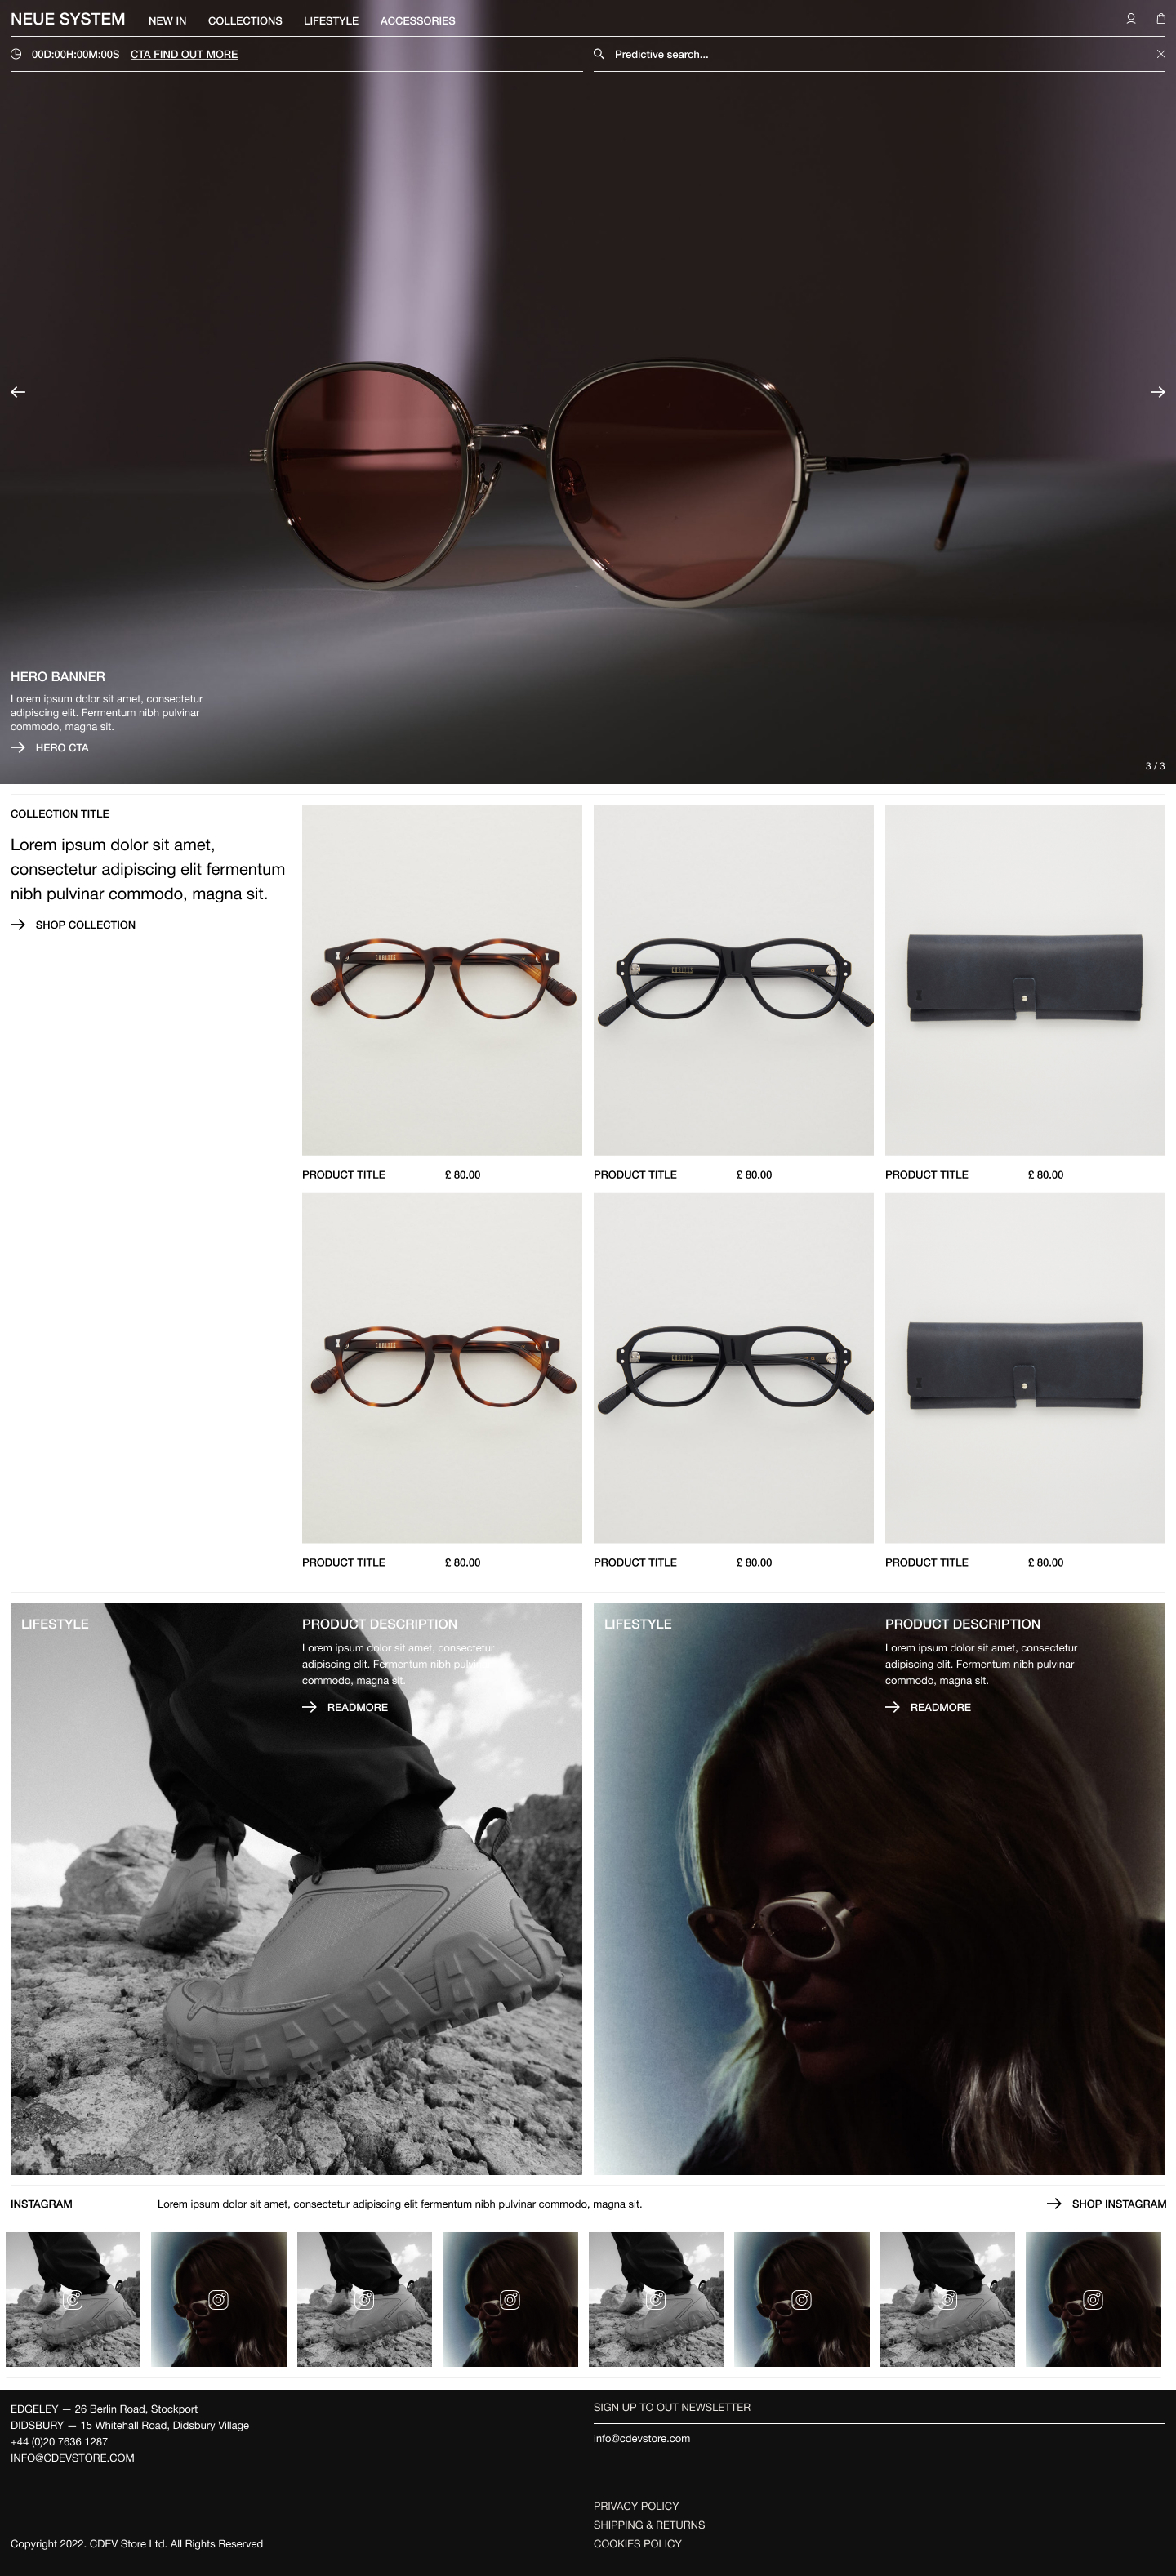 NEUE SYSTEM NEW IN COLLECTIONS LIFESTYLE ACCESSORIES
00D:00H:00M:00S CTA FIND OUT MORE
Predictive search...
HERO BANNER
Lorem ipsum dolor sit amet, consectetur
adipiscing elit. Fermentum nibh pulvinar
commodo, magna sit.
HERO CTA
3 / 3
COLLECTION TITLE
Lorem ipsum dolor sit amet,
consectetur adipiscing elit fermentum
nibh pulvinar commodo, magna sit.
SHOP COLLECTION
PRODUCT TITLE £ 80.00
PRODUCT TITLE £ 80.00
PRODUCT TITLE £ 80.00
PRODUCT TITLE £ 80.00
PRODUCT TITLE £ 80.00
PRODUCT TITLE £ 80.00
LIFESTYLE
PRODUCT DESCRIPTION
Lorem ipsum dolor sit amet, consectetur
adipiscing elit. Fermentum nibh pulvinar
commodo, magna sit.
READMORE
LIFESTYLE
PRODUCT DESCRIPTION
Lorem ipsum dolor sit amet, consectetur
adipiscing elit. Fermentum nibh pulvinar
commodo, magna sit.
READMORE
INSTAGRAM
Lorem ipsum dolor sit amet, consectetur adipiscing elit fermentum nibh pulvinar commodo, magna sit.
SHOP INSTAGRAM
EDGELEY — 26 Berlin Road, Stockport
DIDSBURY — 15 Whitehall Road, Didsbury Village
+44 (0)20 7636 1287
INFO@CDEVSTORE.COM
Copyright 2022. CDEV Store Ltd. All Rights Reserved
SIGN UP TO OUT NEWSLETTER
info@cdevstore.com
PRIVACY POLICY
SHIPPING & RETURNS
COOKIES POLICY